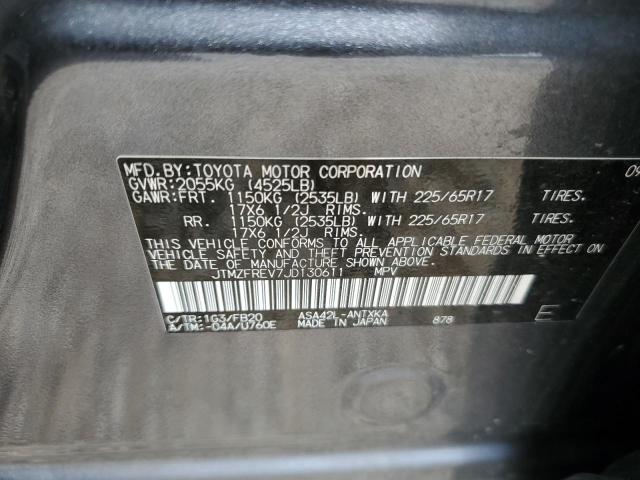 MFD. BY: TOYOTA MOTOR CORPORATION 09
GVWR: 2055KG (4525LB)
GAWR: FRT. 1150KG (2535LB) WITH 225/65R17 TIRES.
17X6 1/2J RIMS.
RR. 1150KG (2535LB) WITH 225/65R17 TIRES.
17X6 1/2J RIMS.
THIS VEHICLE CONFORMS TO ALL APPLICABLE FEDERAL MOTOR
VEHICLE SAFETY AND THEFT PREVENTION STANDARDS IN EFFECT ON
THE DATE OF MANUFACTURE SHOWN ABOVE.
JTMZFREV7JD130611 MPV
C/TR: 1G3/FB20 ASA42L-ANTXKA
A/TM: -04A/U760E MADE IN JAPAN 878 E